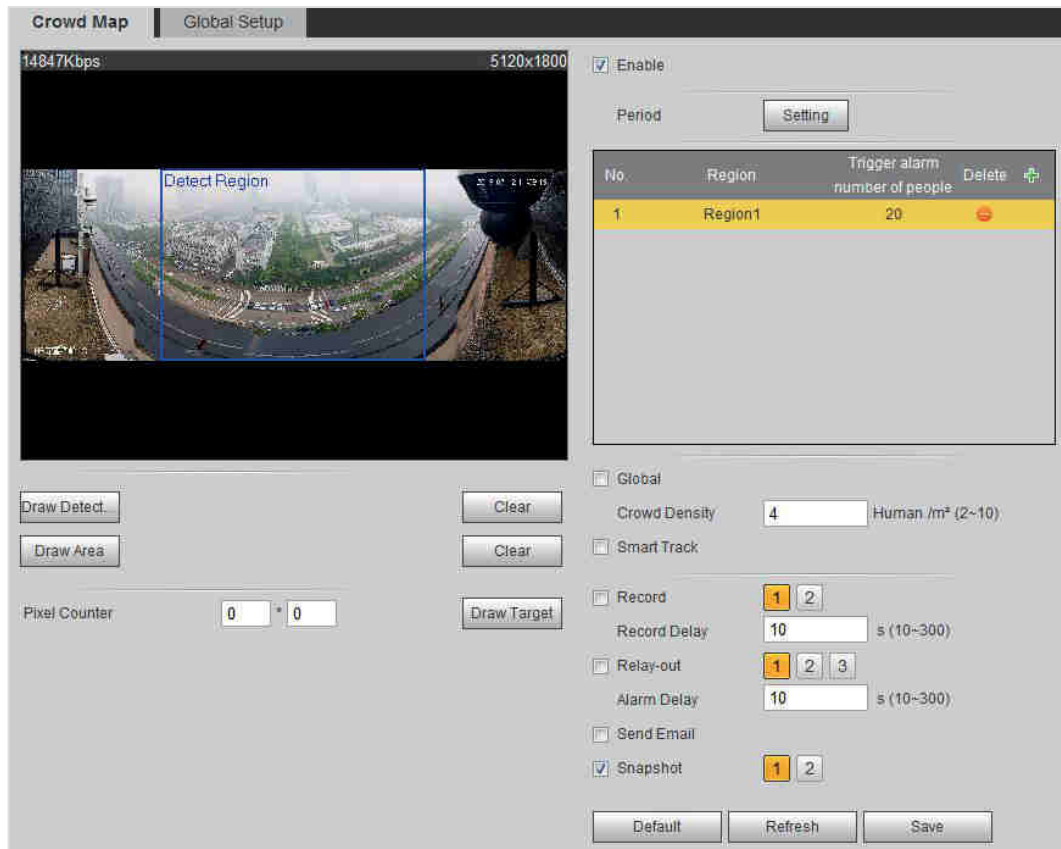 Crowd Map Global Setup
14847Kbps 5120x1800
Detect Region
Draw Detect. Clear
Draw Area Clear
Pixel Counter 0 * 0 Draw Target
Enable
Period Setting
No. Region Trigger alarm number of people Delete
1 Region1 20
Global
Crowd Density 4 Human /m² (2~10)
Smart Track
Record 1 2
Record Delay 10 s (10~300)
Relay-out 1 2 3
Alarm Delay 10 s (10~300)
Send Email
Snapshot 1 2
Default Refresh Save